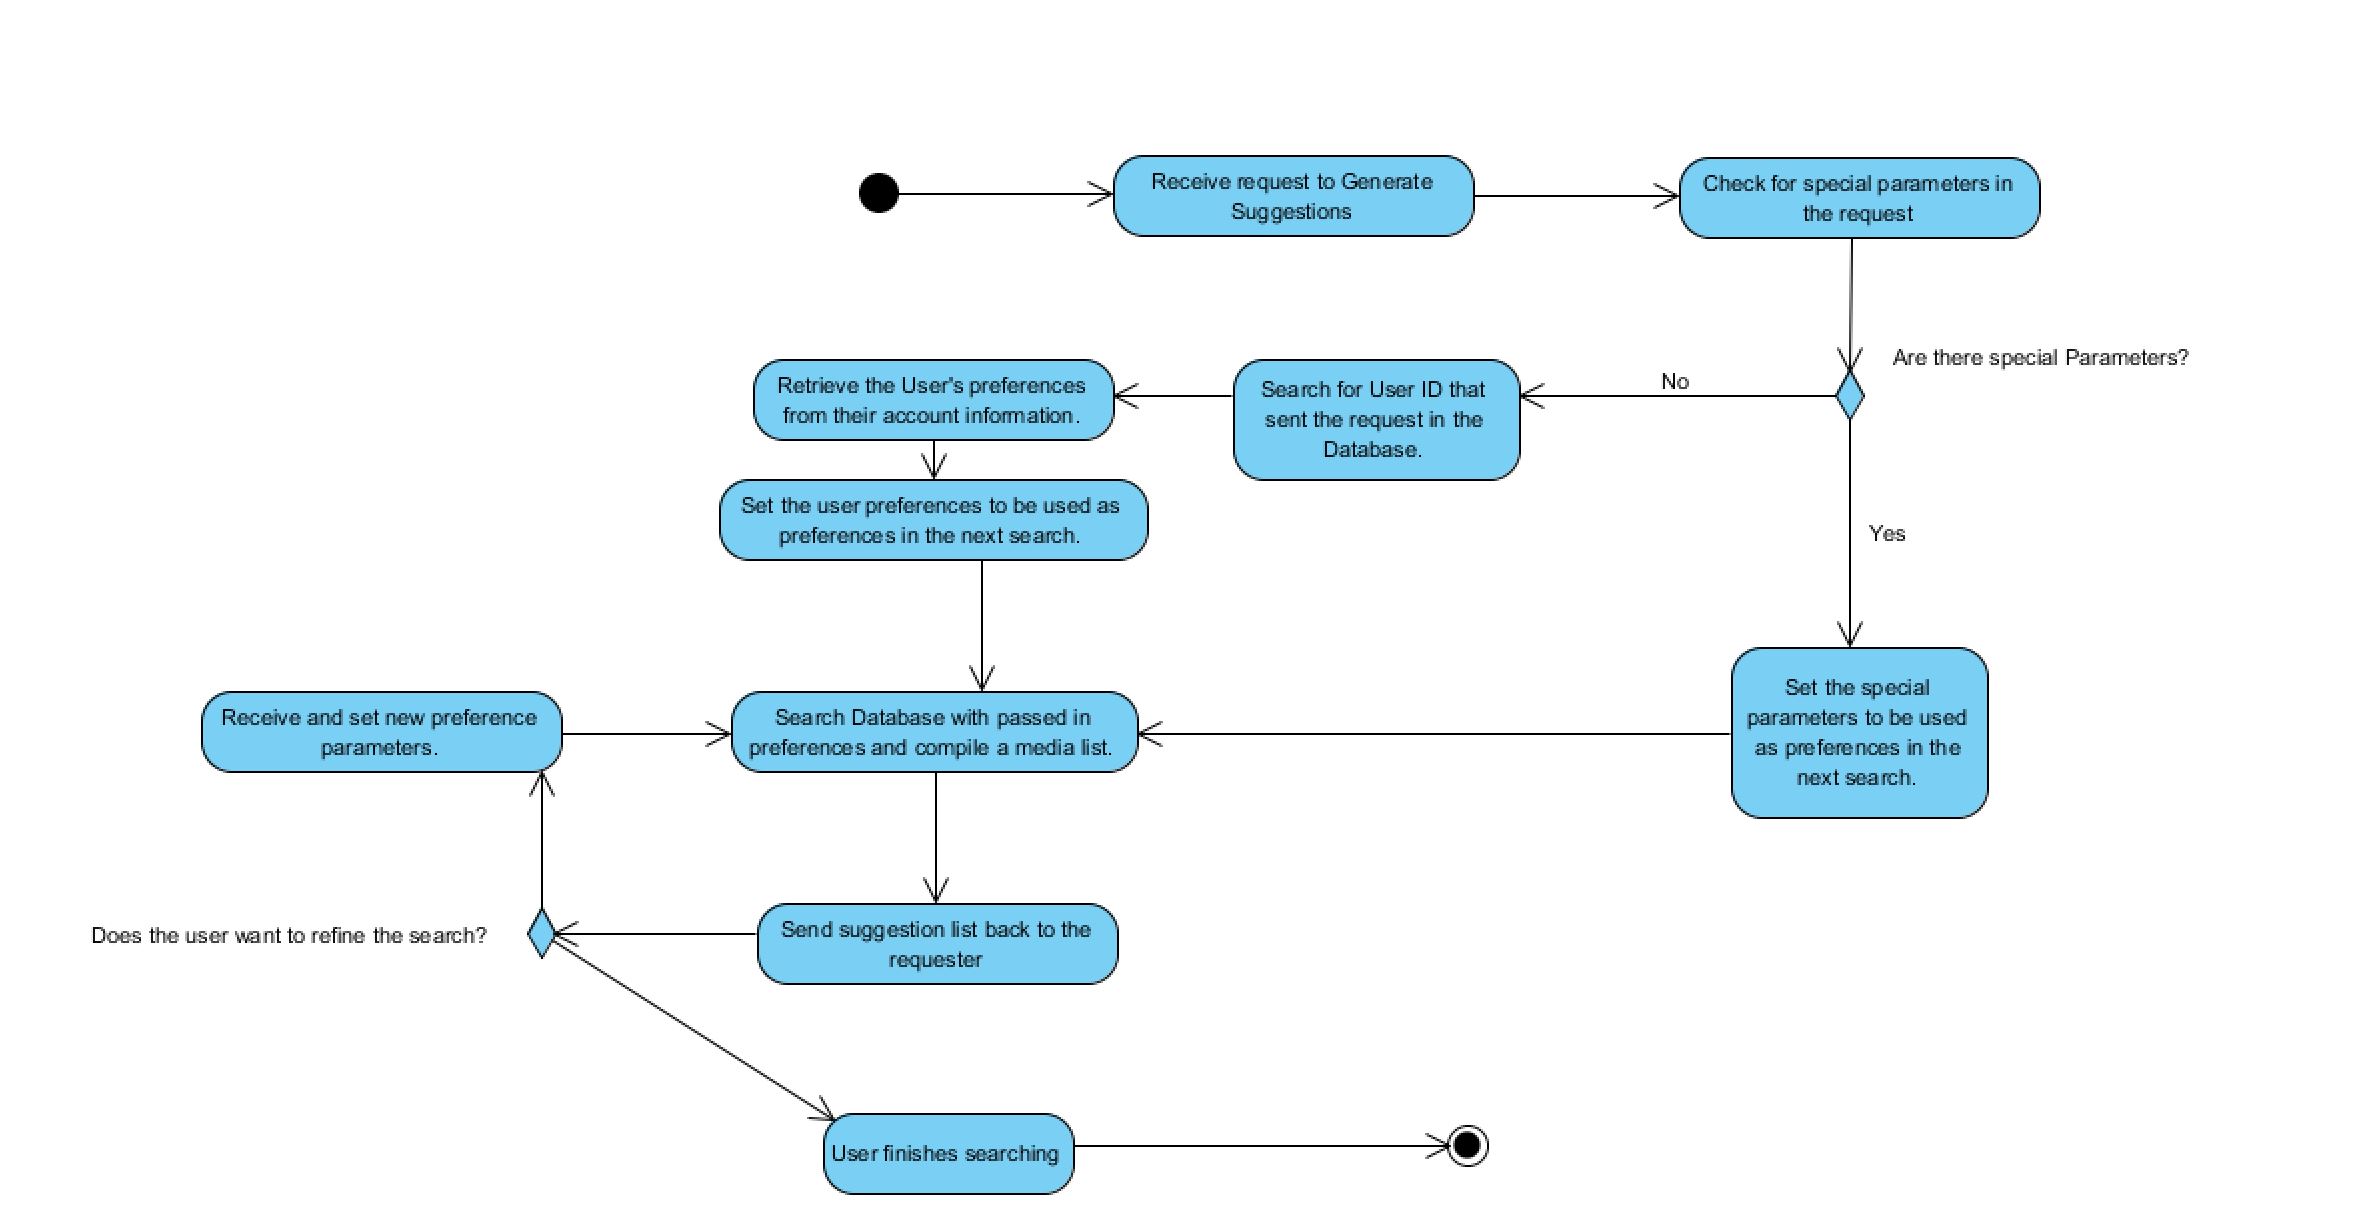 Receive request to Generate
Suggestions
Check for special parameters in
the request
Are there special Parameters?
No
Search for User ID that
sent the request in the
Database.
Retrieve the User's preferences
from their account information.
Set the user preferences to be used as
preferences in the next search.
Yes
Set the special
parameters to be used
as preferences in the
next search.
Receive and set new preference
parameters.
Search Database with passed in
preferences and compile a media list.
Send suggestion list back to the
requester
Does the user want to refine the search?
User finishes searching